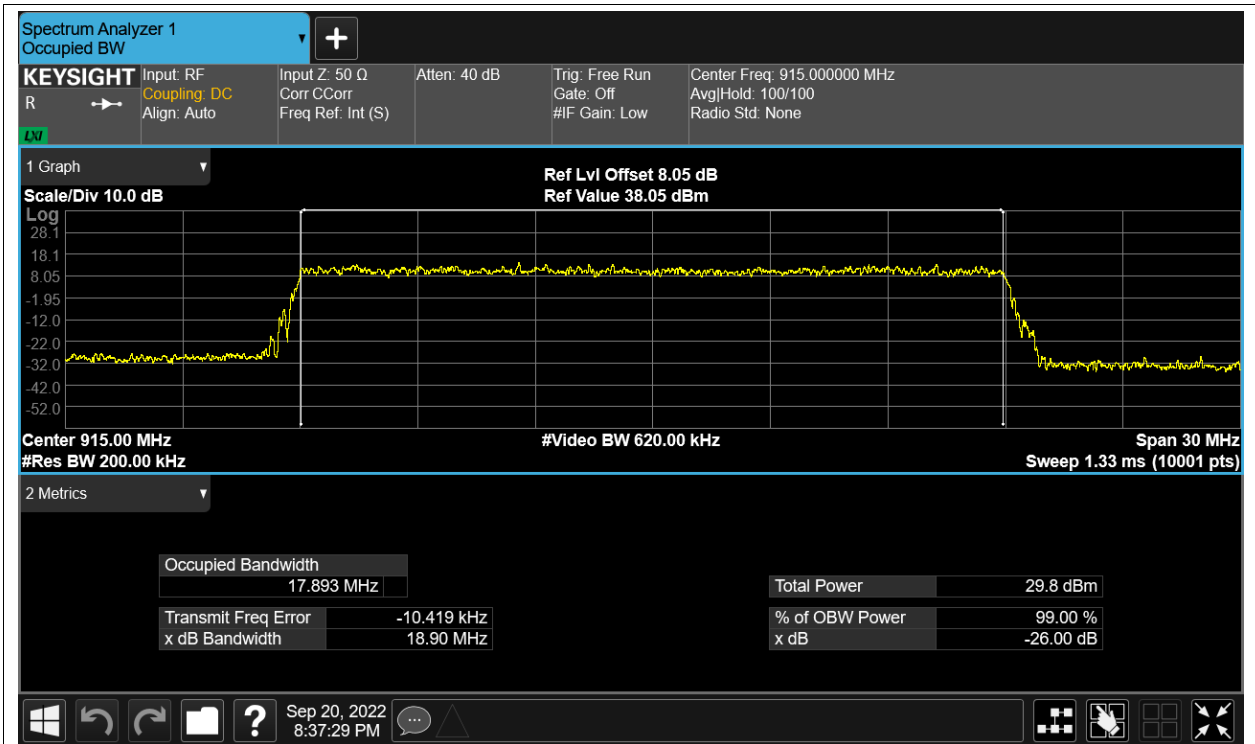 Spectrum Analyzer 1
Occupied BW
KEYSIGHT
R
LXI
Input: RF
Coupling: DC
Align: Auto
Input Z: 50 Ω
Corr CCorr
Freq Ref: Int (S)
Atten: 40 dB
Trig: Free Run
Gate: Off
#IF Gain: Low
Center Freq: 915.000000 MHz
Avg|Hold: 100/100
Radio Std: None
1 Graph
Scale/Div 10.0 dB
Ref Lvl Offset 8.05 dB
Ref Value 38.05 dBm
Log
28.1
18.1
8.05
-1.95
-12.0
-22.0
-32.0
-42.0
-52.0
Center 915.00 MHz
#Res BW 200.00 kHz
#Video BW 620.00 kHz
Span 30 MHz
Sweep 1.33 ms (10001 pts)
2 Metrics
Occupied Bandwidth
17.893 MHz
Transmit Freq Error -10.419 kHz
x dB Bandwidth 18.90 MHz
Total Power 29.8 dBm
% of OBW Power 99.00 %
x dB -26.00 dB
?
Sep 20, 2022
8:37:29 PM